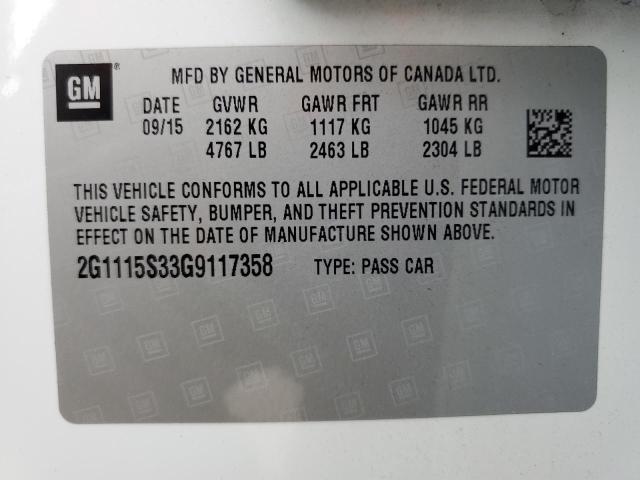 GM® MFD BY GENERAL MOTORS OF CANADA LTD.
DATE GVWR GAWR FRT GAWR RR
09/15 2162 KG 1117 KG 1045 KG
4767 LB 2463 LB 2304 LB
THIS VEHICLE CONFORMS TO ALL APPLICABLE U.S. FEDERAL MOTOR
VEHICLE SAFETY, BUMPER, AND THEFT PREVENTION STANDARDS IN
EFFECT ON THE DATE OF MANUFACTURE SHOWN ABOVE.
2G1115S33G9117358 TYPE: PASS CAR